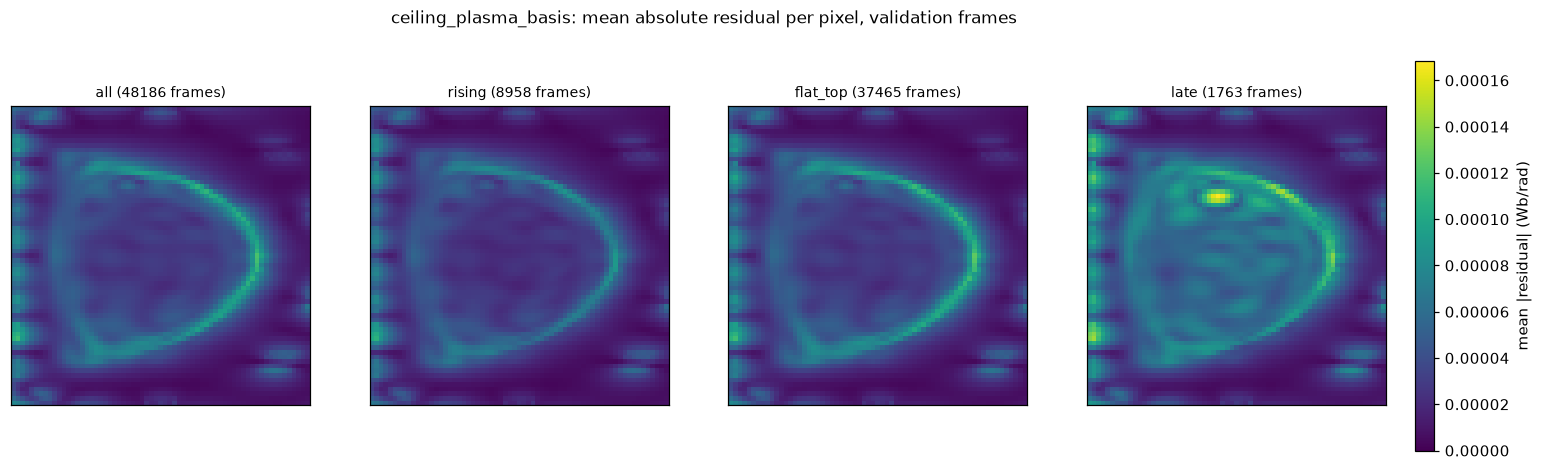 ceiling_plasma_basis: mean absolute residual per pixel, validation frames
all (48186 frames)
rising (8958 frames)
flat_top (37465 frames)
late (1763 frames)
0.00016
0.00014
0.00012
0.00010
0.00008
0.00006
0.00004
0.00002
0.00000
mean |residual| (Wb/rad)